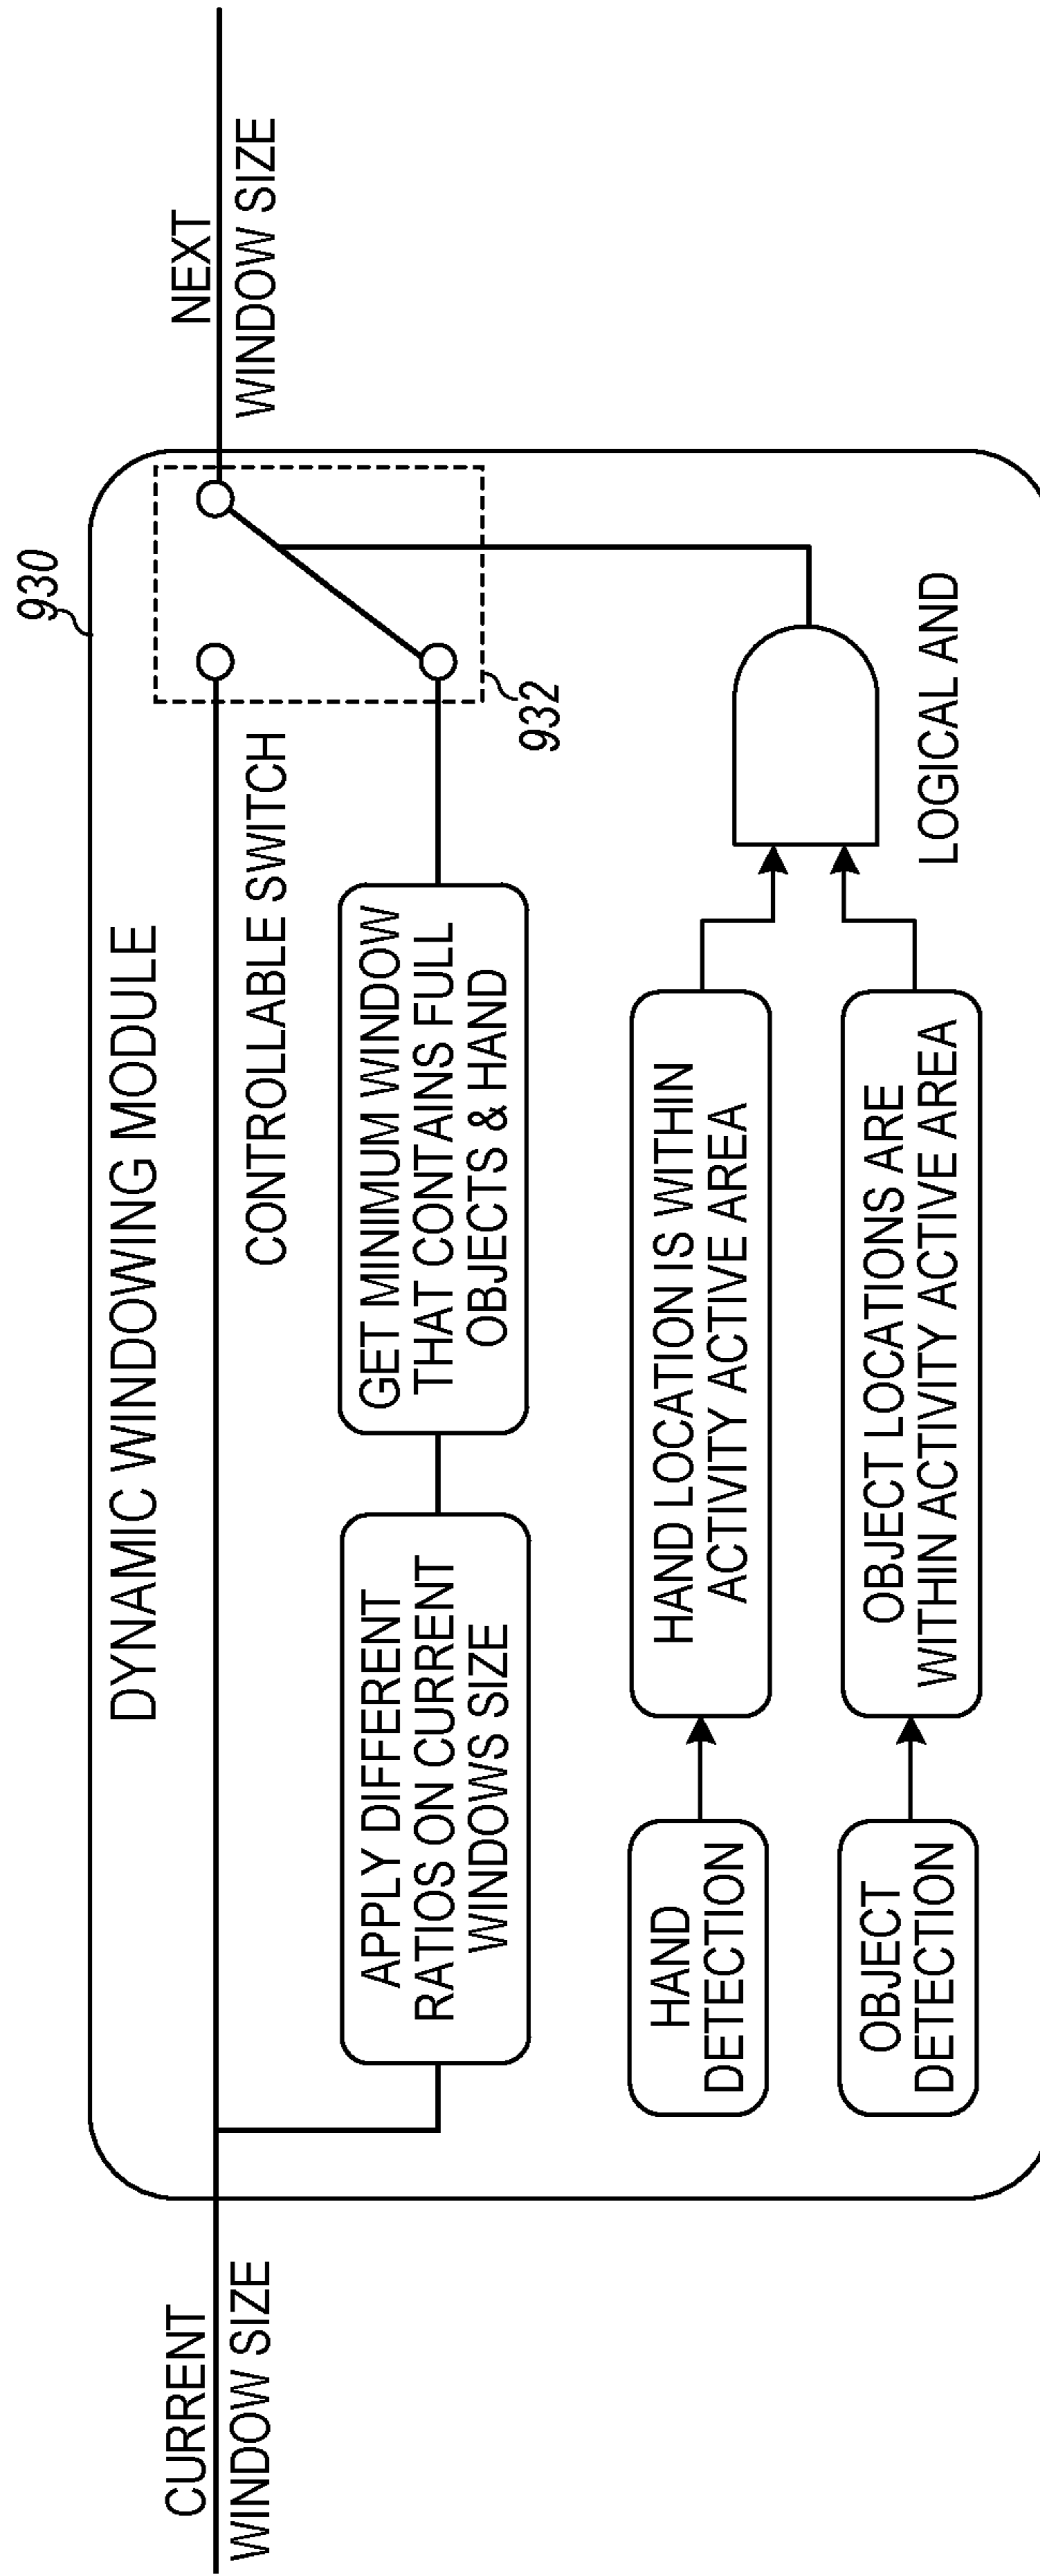 930
DYNAMIC WINDOWING MODULE
CURRENT
WINDOW SIZE
NEXT
WINDOW SIZE
CONTROLLABLE SWITCH
932
APPLY DIFFERENT
RATIOS ON CURRENT
WINDOWS SIZE
GET MINIMUM WINDOW
THAT CONTAINS FULL
OBJECTS & HAND
HAND
DETECTION
HAND LOCATION IS WITHIN
ACTIVITY ACTIVE AREA
OBJECT
DETECTION
OBJECT LOCATIONS ARE
WITHIN ACTIVITY ACTIVE AREA
LOGICAL AND